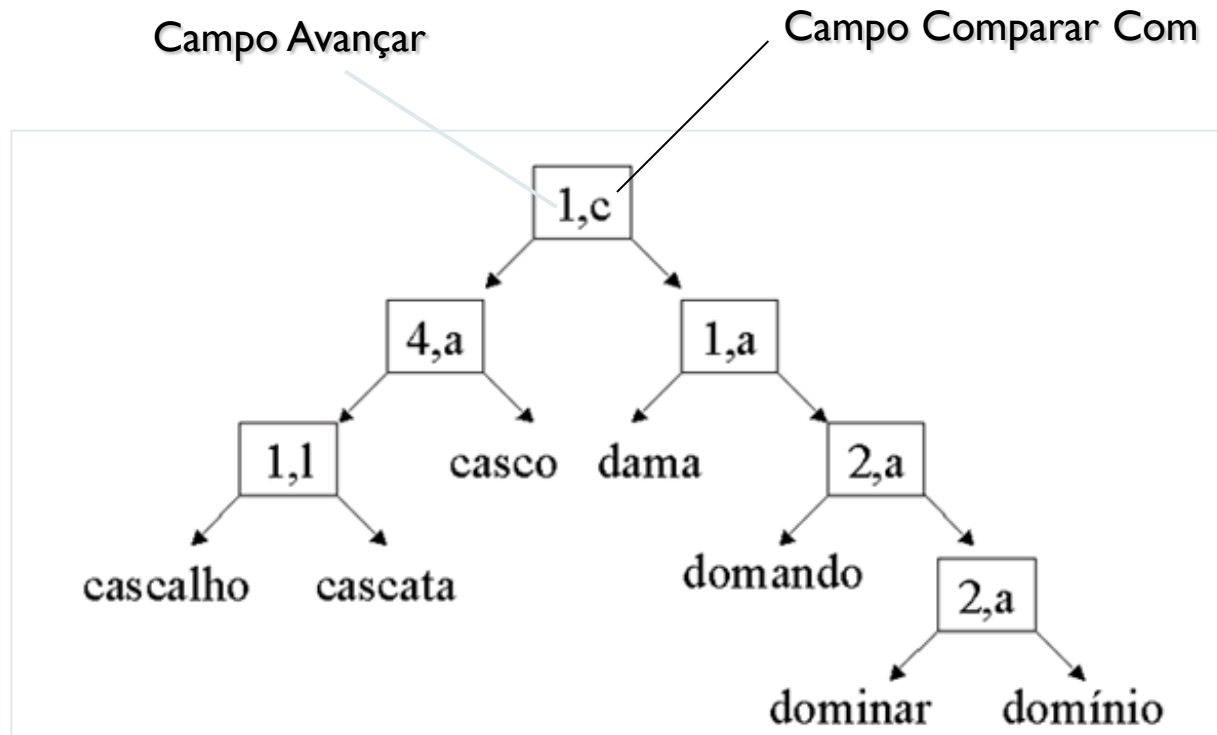 Campo Avançar
Campo Comparar Com
1,c
4,a
1,a
1,l
casco
dama
2,a
cascalho
cascata
domando
2,a
dominar
domínio